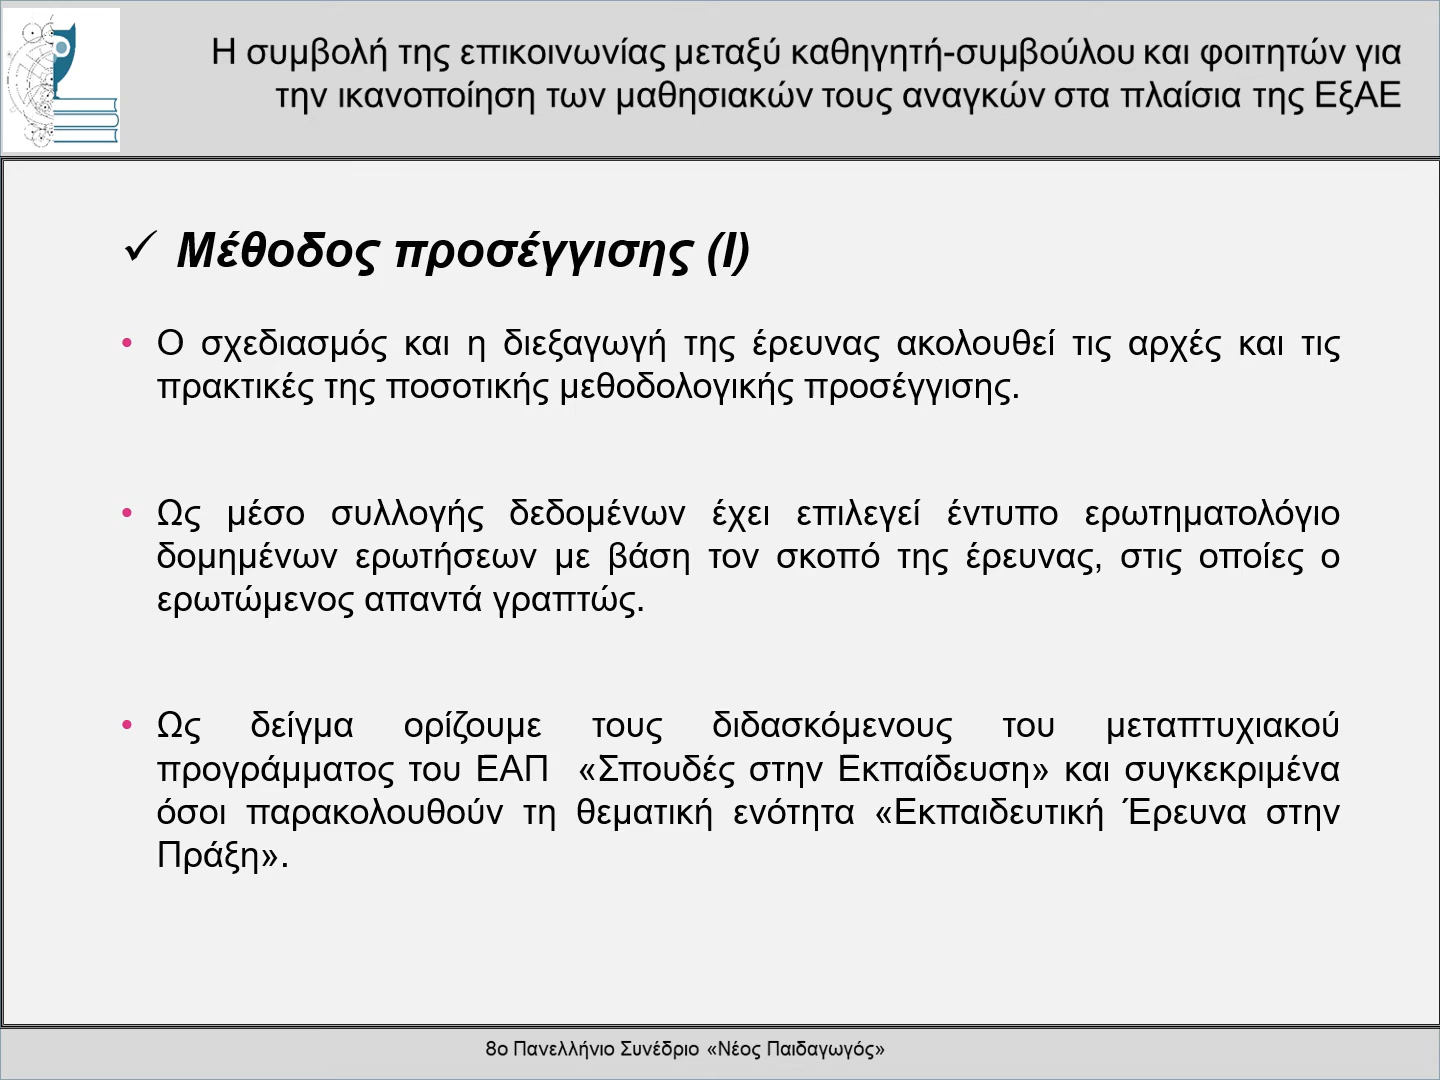 Η συμβολή της επικοινωνίας μεταξύ καθηγητή-συμβούλου και φοιτητών για
την ικανοποίηση των μαθησιακών τους αναγκών στα πλαίσια της ΕξΑΕ
✓ Μέθοδος προσέγγισης (Ι)
• Ο σχεδιασμός και η διεξαγωγή της έρευνας ακολουθεί τις αρχές και τις
πρακτικές της ποσοτικής μεθοδολογικής προσέγγισης.
• Ως μέσο συλλογής δεδομένων έχει επιλεγεί έντυπο ερωτηματολόγιο
δομημένων ερωτήσεων με βάση τον σκοπό της έρευνας, στις οποίες ο
ερωτώμενος απαντά γραπτώς.
• Ως δείγμα ορίζουμε τους διδασκόμενους του μεταπτυχιακού
προγράμματος του ΕΑΠ «Σπουδές στην Εκπαίδευση» και συγκεκριμένα
όσοι παρακολουθούν τη θεματική ενότητα «Εκπαιδευτική Έρευνα στην
Πράξη».
8ο Πανελλήνιο Συνέδριο «Νέος Παιδαγωγός»